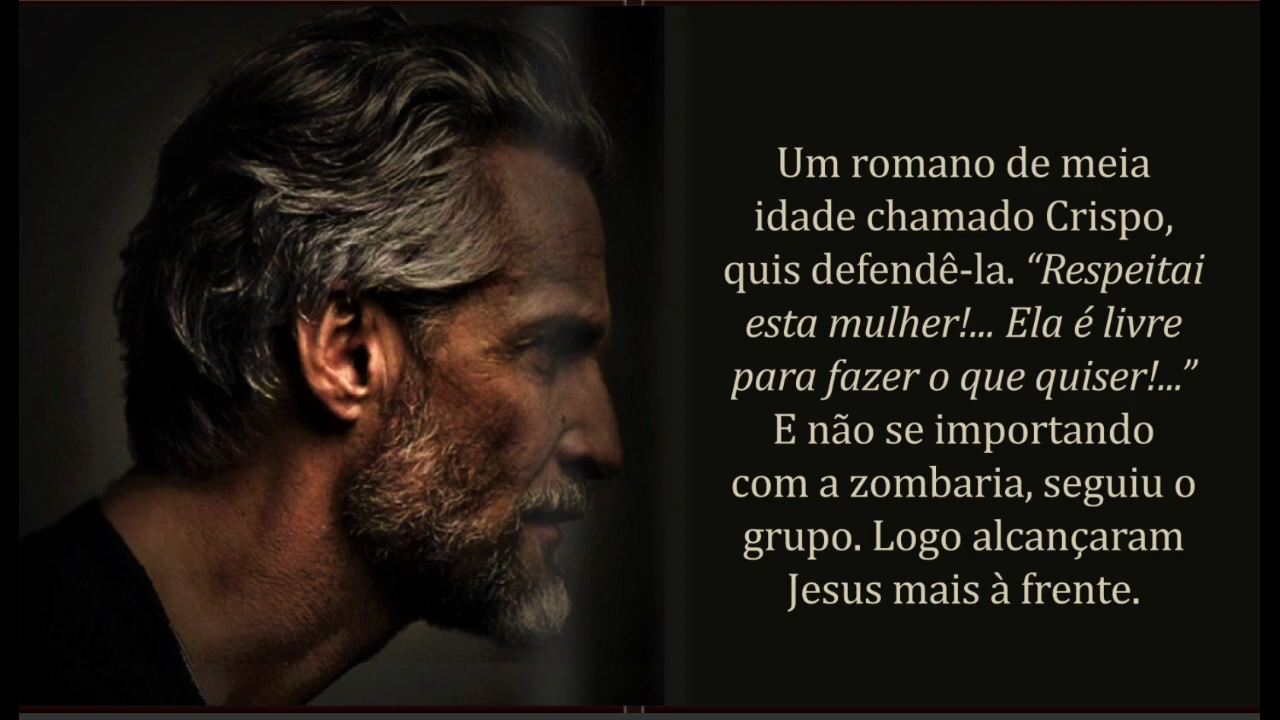 Um romano de meia
idade chamado Crispo,
quis defendê-la. “Respeitai
esta mulher!... Ela é livre
para fazer o que quiser!...”
E não se importando
com a zombaria, seguiu o
grupo. Logo alcançaram
Jesus mais à frente.